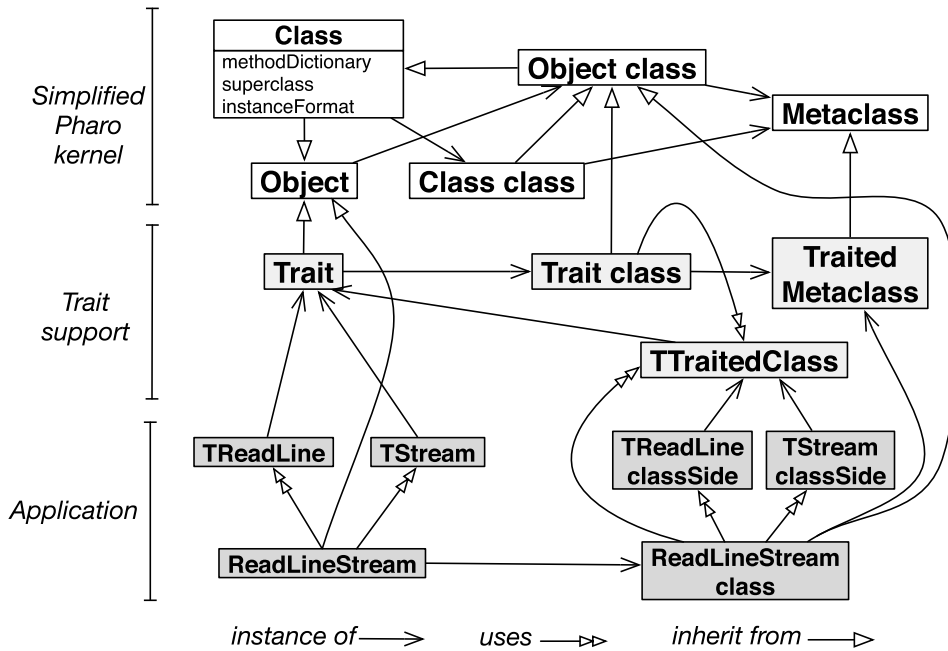 Simplified
Pharo
kernel
Class
methodDictionary
superclass
instanceFormat
Object class
Metaclass
Object
Class class
Trait
support
Trait
Trait class
Traited
Metaclass
TTraitedClass
Application
TReadLine
TStream
TReadLine
classSide
TStream
classSide
ReadLineStream
ReadLineStream
class
instance of
uses
inherit from